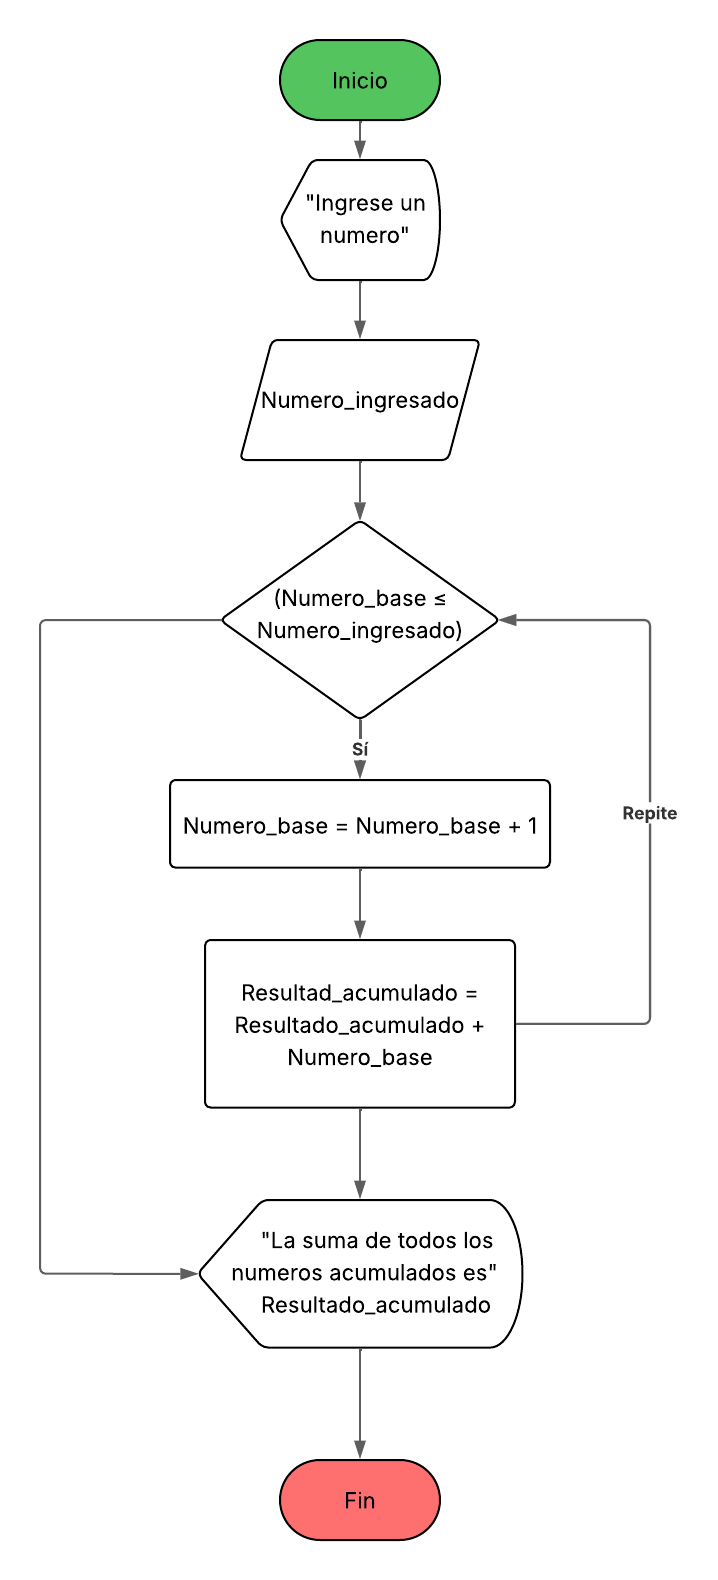 Inicio
"Ingrese un
numero"
Numero_ingresado
(Numero_base ≤
Numero_ingresado)
Sí
Numero_base = Numero_base + 1
Repite
Resultad_acumulado =
Resultado_acumulado +
Numero_base
"La suma de todos los
numeros acumulados es"
Resultado_acumulado
Fin